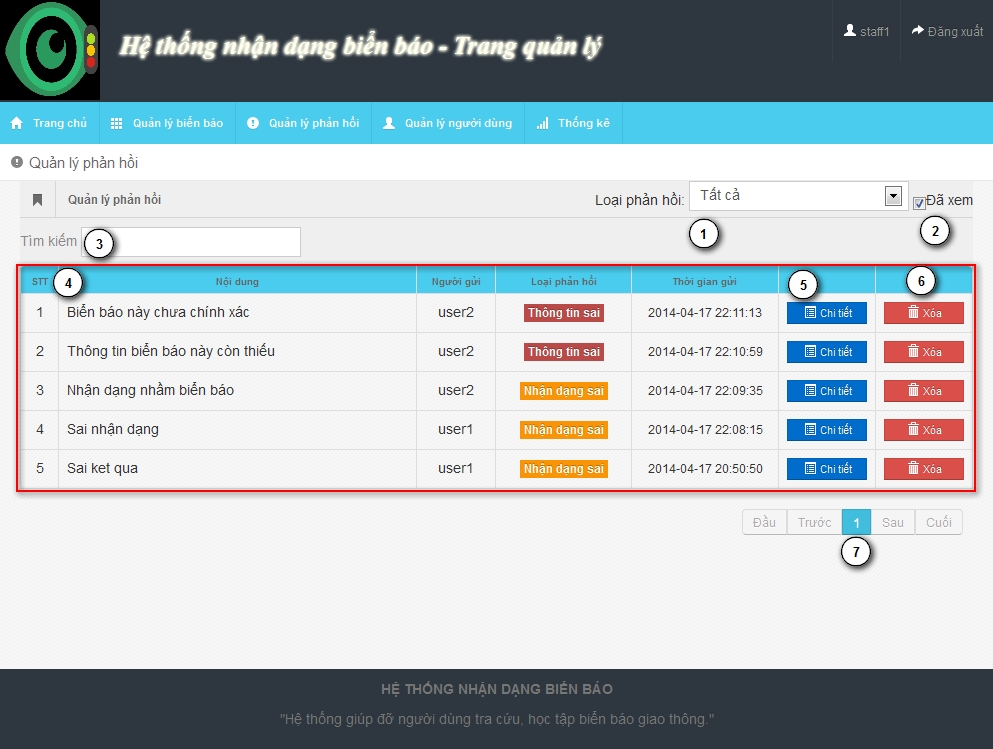 Hệ thống nhận dạng biển báo - Trang quản lý
staff1
Đăng xuất
Trang chủ
Quản lý biển báo
Quản lý phản hồi
Quản lý người dùng
Thống kê
Quản lý phản hồi
Quản lý phản hồi
Loại phản hồi:
Tất cả
Đã xem
1
2
Tìm kiếm
3
STT
4
Nội dung
Người gửi
Loại phản hồi
Thời gian gửi
5
6
1 Biển báo này chưa chính xác user2 Thông tin sai 2014-04-17 22:11:13 Chi tiết Xóa
2 Thông tin biển báo này còn thiếu user2 Thông tin sai 2014-04-17 22:10:59 Chi tiết Xóa
3 Nhận dạng nhầm biển báo user2 Nhận dạng sai 2014-04-17 22:09:35 Chi tiết Xóa
4 Sai nhận dạng user1 Nhận dạng sai 2014-04-17 22:08:15 Chi tiết Xóa
5 Sai ket qua user1 Nhận dạng sai 2014-04-17 20:50:50 Chi tiết Xóa
Đầu Trước 1 Sau Cuối
7
HỆ THỐNG NHẬN DẠNG BIỂN BÁO
"Hệ thống giúp đỡ người dùng tra cứu, học tập biển báo giao thông."